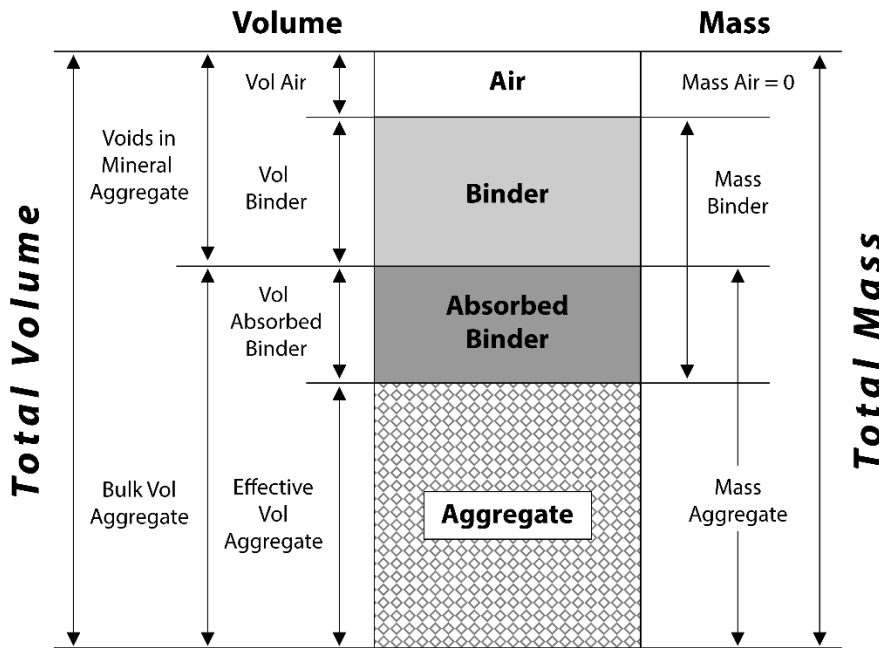 Volume
Mass
Total Volume
Voids in
Mineral
Aggregate
Bulk Vol
Aggregate
Vol Air
Vol
Binder
Vol
Absorbed
Binder
Effective
Vol
Aggregate
Air
Binder
Absorbed
Binder
Aggregate
Mass Air = 0
Mass
Binder
Mass
Aggregate
Total Mass